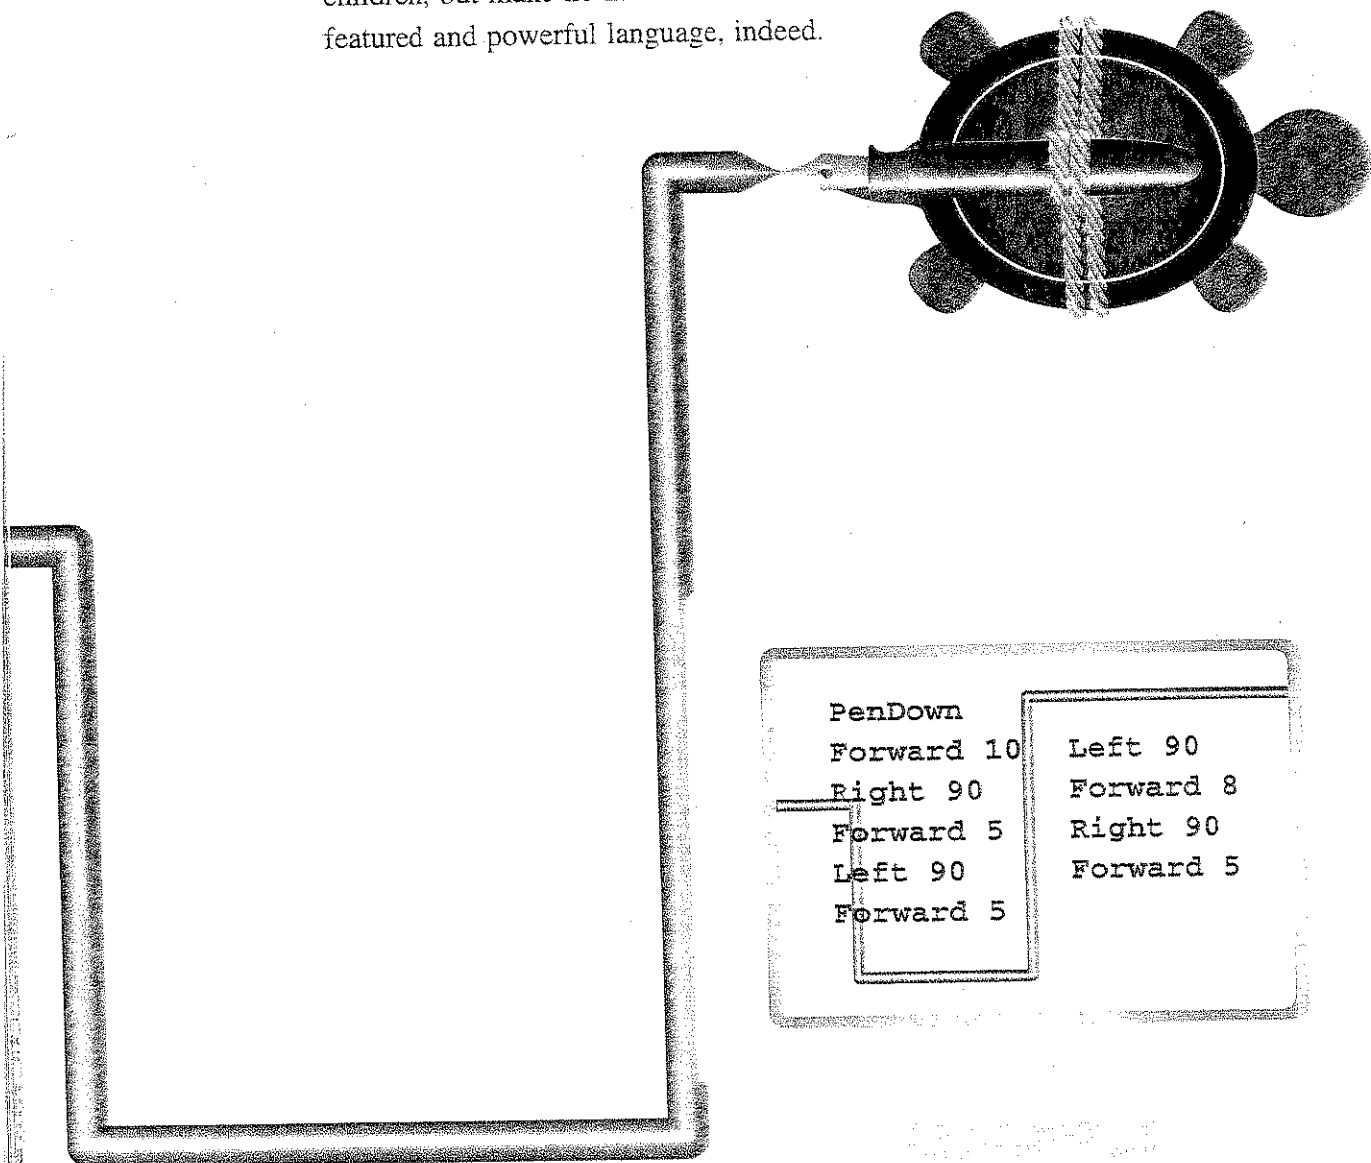 featured and powerful language, indeed.
PenDown
Forward 10
Right 90
Forward 5
Left 90
Forward 5
Left 90
Forward 8
Right 90
Forward 5